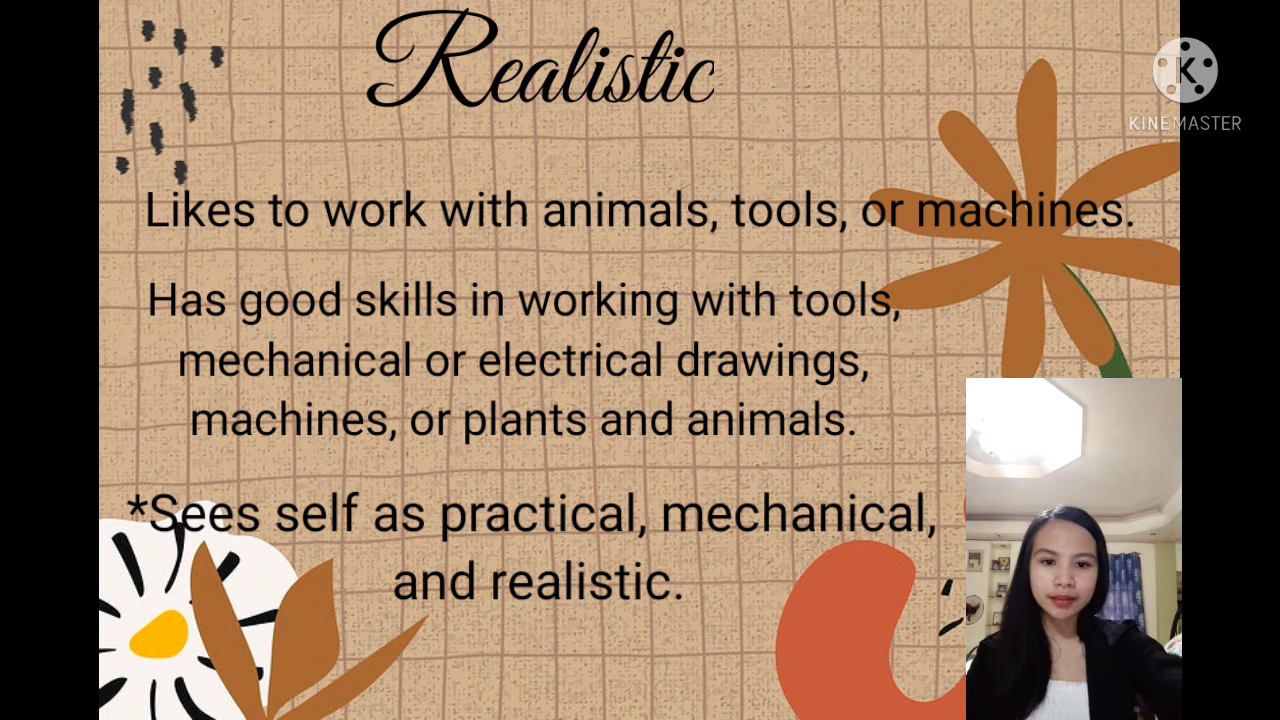 Realistic
KINEMASTER
Likes to work with animals, tools, or machines.
Has good skills in working with tools,
mechanical or electrical drawings,
machines, or plants and animals.
*Sees self as practical, mechanical,
and realistic.